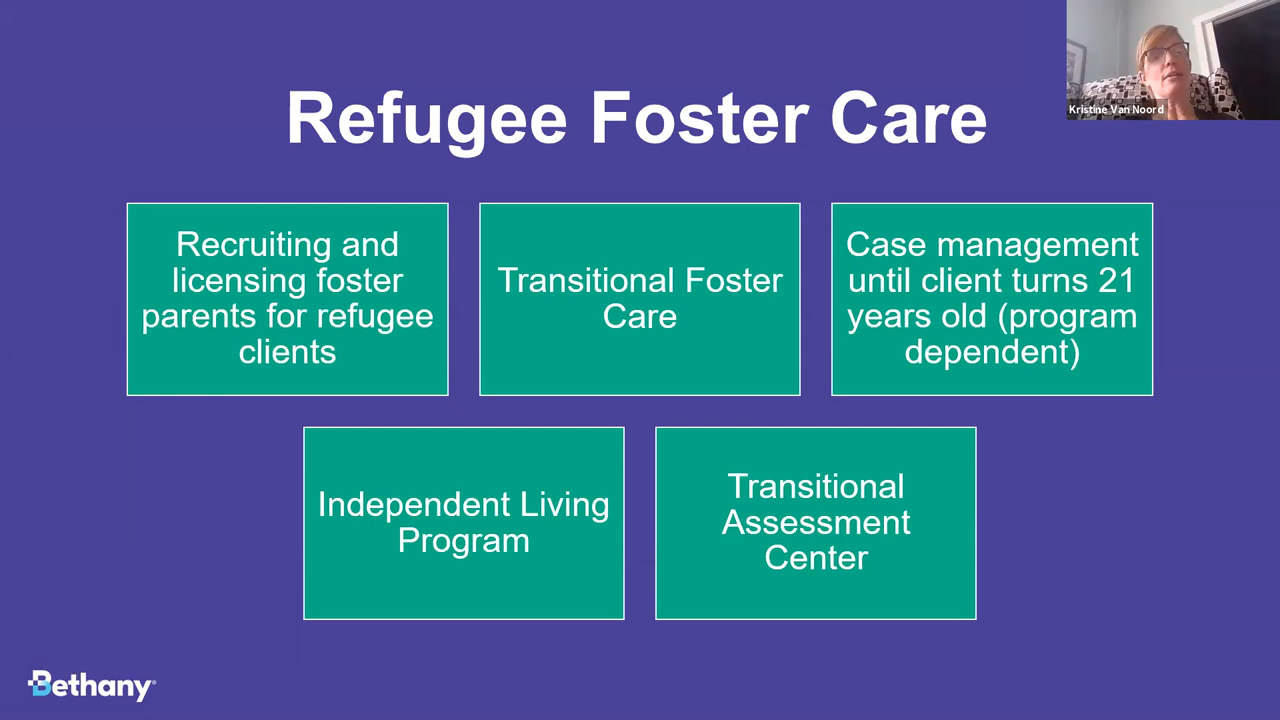 Refugee Foster Care
Kristine Van Noord
Recruiting and
licensing foster
parents for refugee
clients
Transitional Foster
Care
Case management
until client turns 21
years old (program
dependent)
Independent Living
Program
Transitional
Assessment
Center
Bethany